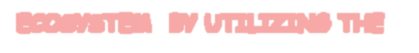 ECOSYSTEM BY UTILIZING THE